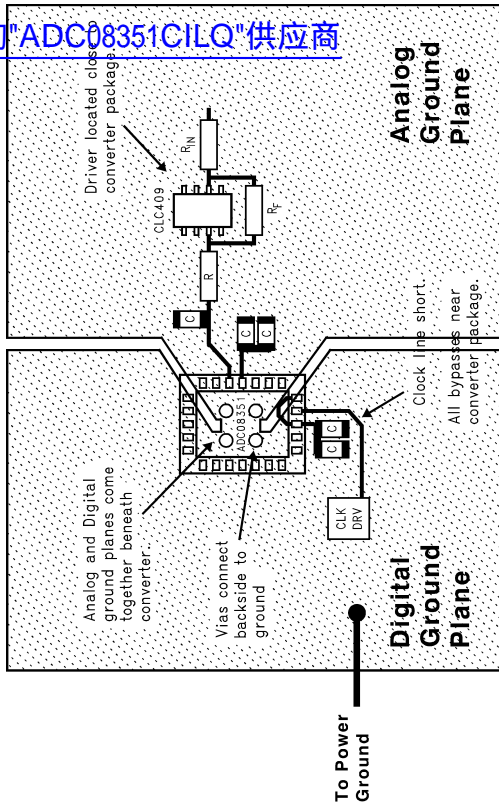 "ADC08351CILQ"供应商
Driver located close to
converter package
CLC409
R_IN
R_F
R
C
C
C
Analog
Ground
Plane
Clock line short.
All bypasses near
converter package.
ADC08351
C
C
CLK
DRV
Analog and Digital
ground planes come
together beneath
converter.
Vias connect
backside to
ground
Digital
Ground
Plane
To Power
Ground